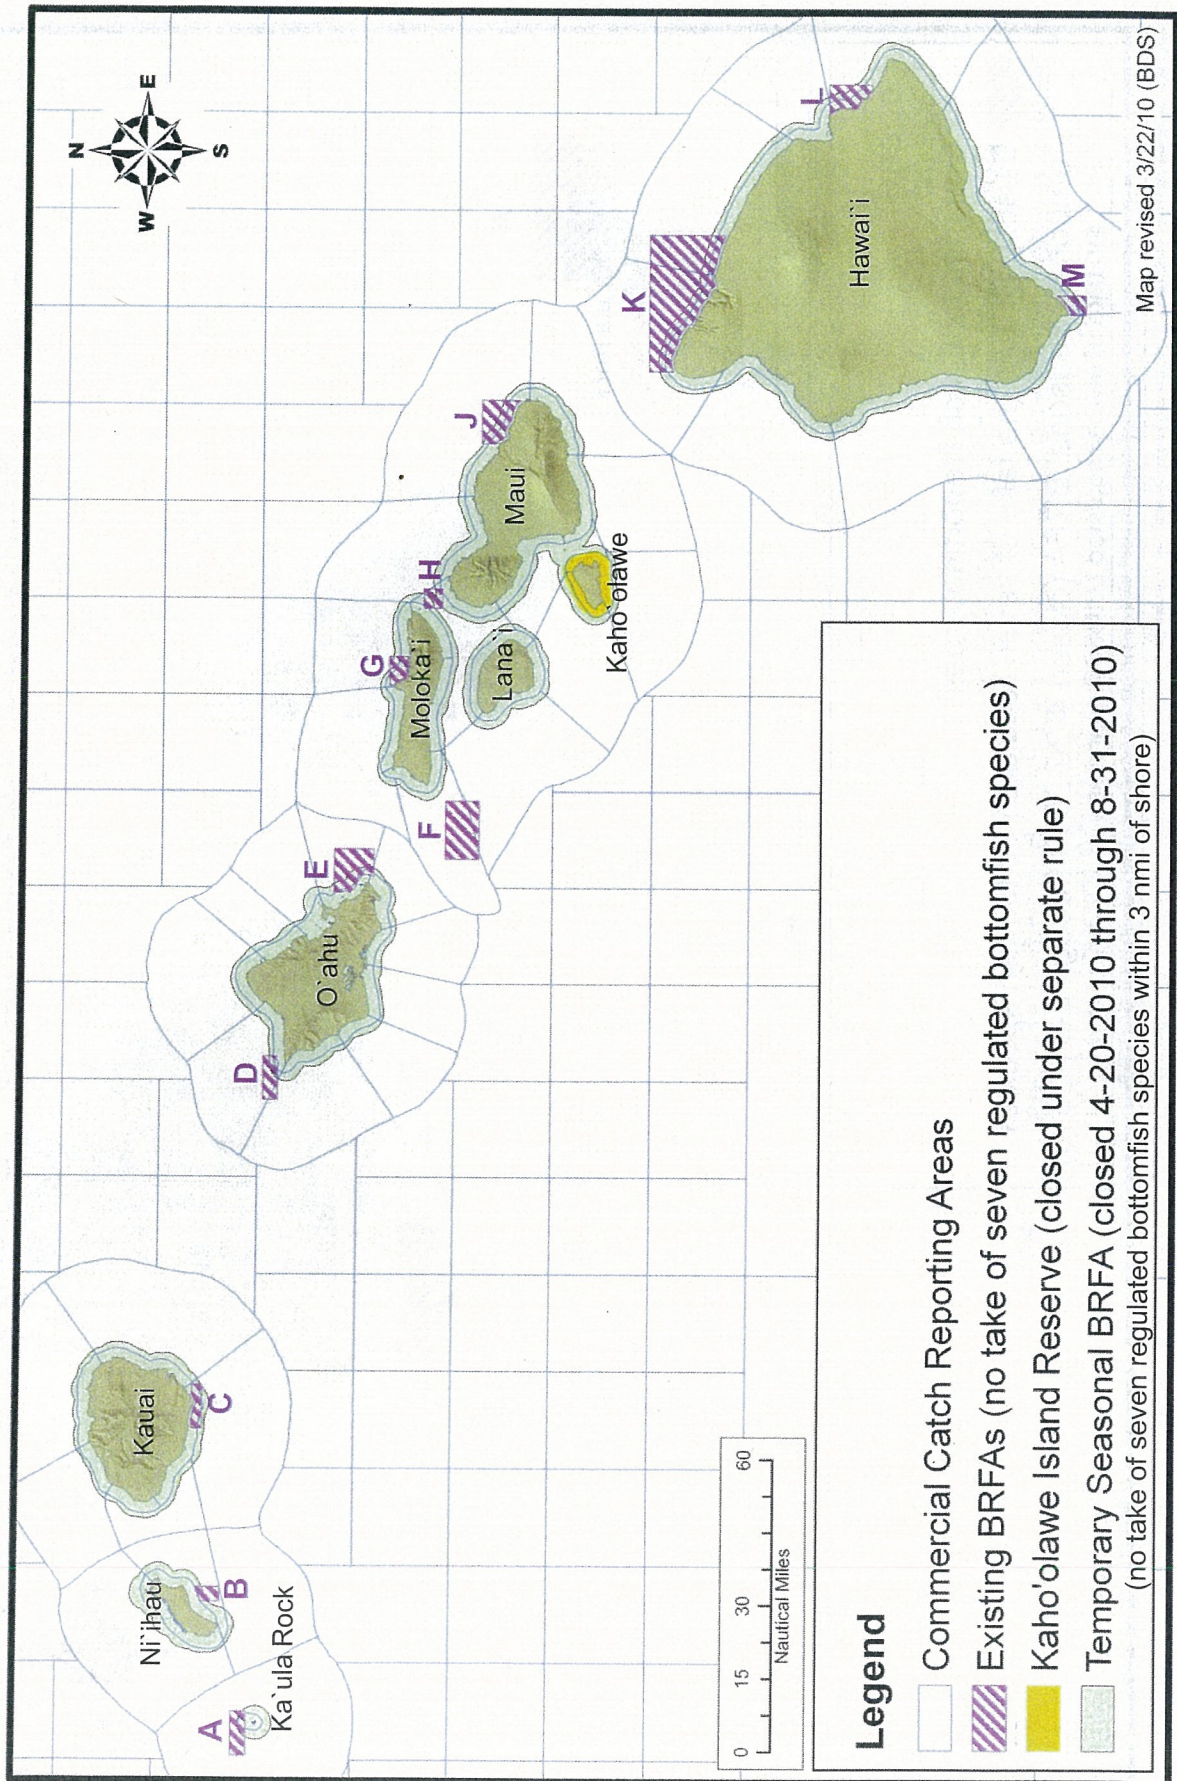 N
W
E
S
A
B
C
D
E
F
G
H
J
K
L
M
Ni`ihau
Ka`ula Rock
Kauai
O`ahu
Moloka`i
Lana`i
Maui
Kaho`olawe
Hawai`i
0 15 30 60
Nautical Miles
Legend
Commercial Catch Reporting Areas
Existing BRFAs (no take of seven regulated bottomfish species)
Kaho'olawe Island Reserve (closed under separate rule)
Temporary Seasonal BRFA (closed 4-20-2010 through 8-31-2010)
(no take of seven regulated bottomfish species within 3 nmi of shore)
Map revised 3/22/10 (BDS)